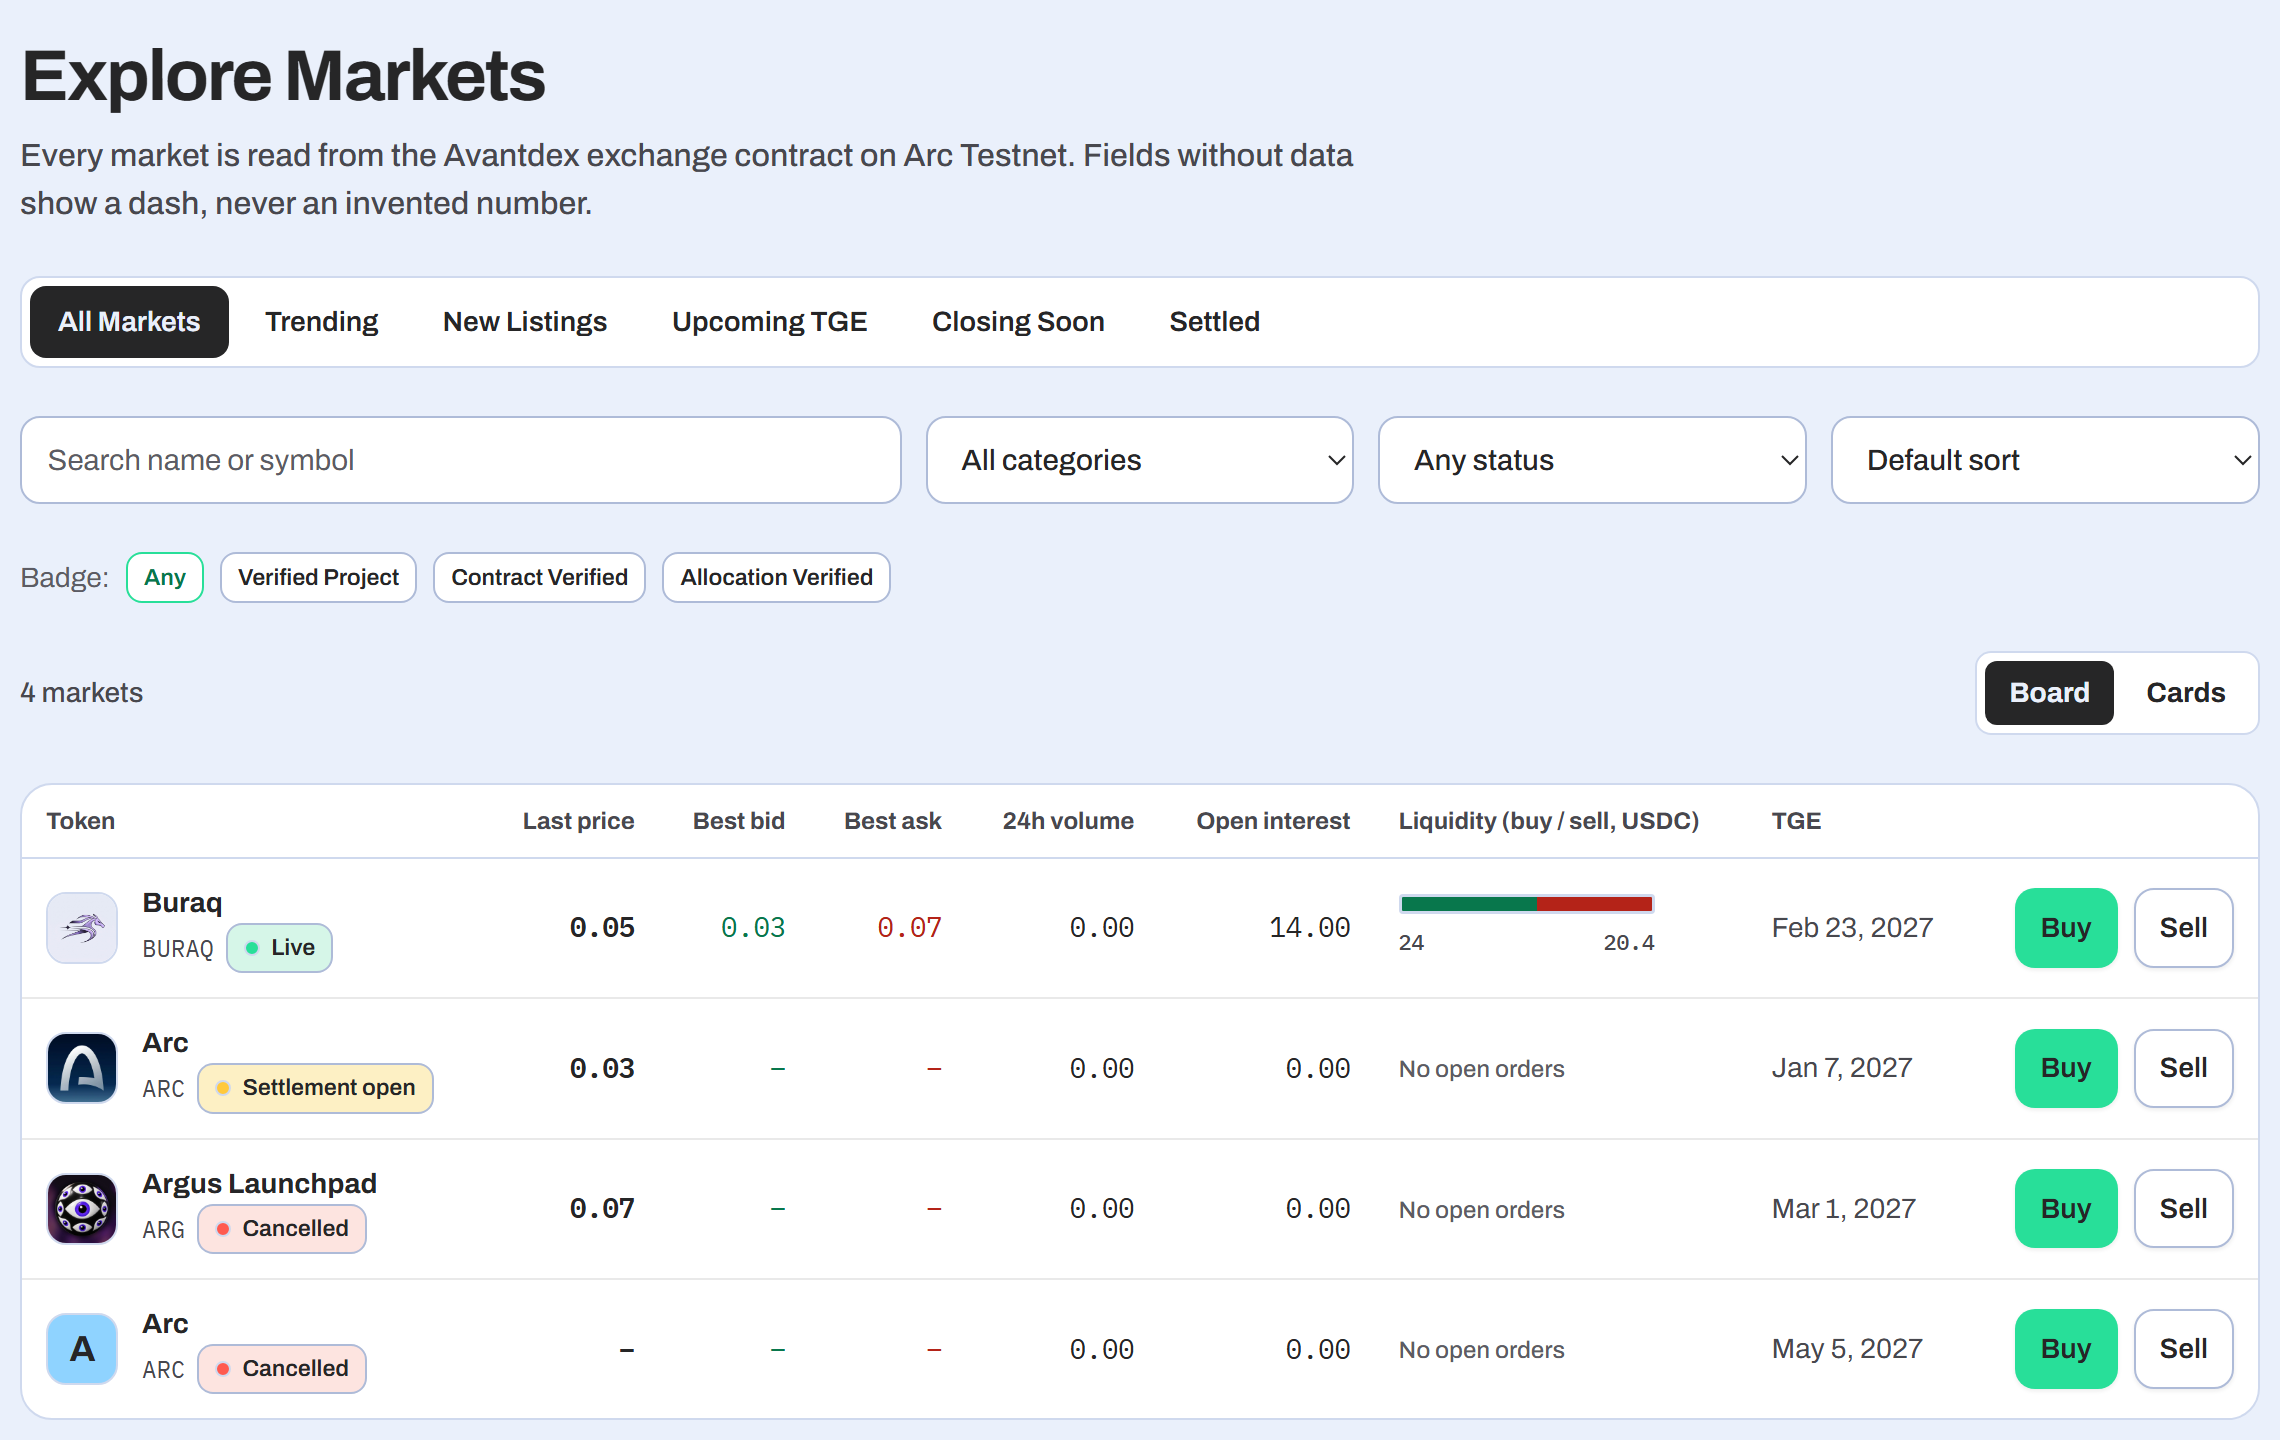 Explore Markets
Every market is read from the Avantdex exchange contract on Arc Testnet. Fields without data
show a dash, never an invented number.
All Markets Trending New Listings Upcoming TGE Closing Soon Settled
Search name or symbol All categories Any status Default sort
Badge: Any Verified Project Contract Verified Allocation Verified
4 markets Board Cards
Token Last price Best bid Best ask 24h volume Open interest Liquidity (buy / sell, USDC) TGE
Buraq
BURAQ Live 0.05 0.03 0.07 0.00 14.00 24 20.4 Feb 23, 2027 Buy Sell
Arc
ARC Settlement open 0.03 – – 0.00 0.00 No open orders Jan 7, 2027 Buy Sell
Argus Launchpad
ARG Cancelled 0.07 – – 0.00 0.00 No open orders Mar 1, 2027 Buy Sell
A Arc
ARC Cancelled – – – 0.00 0.00 No open orders May 5, 2027 Buy Sell